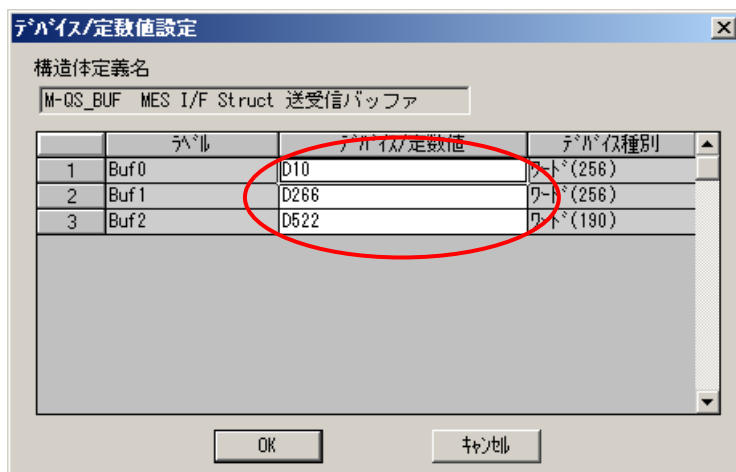 ﾃﾞﾊﾞｲｽ/定数値設定
構造体定義名
M-QS_BUF MES I/F Struct 送受信バッファ
ﾗﾍﾞﾙ ﾃﾞﾊﾞｲｽ/定数値 ﾃﾞﾊﾞｲｽ種別
1 Buf0 D10 ﾜｰﾄﾞ(256)
2 Buf1 D266 ﾜｰﾄﾞ(256)
3 Buf2 D522 ﾜｰﾄﾞ(190)
OK ｷｬﾝｾﾙ